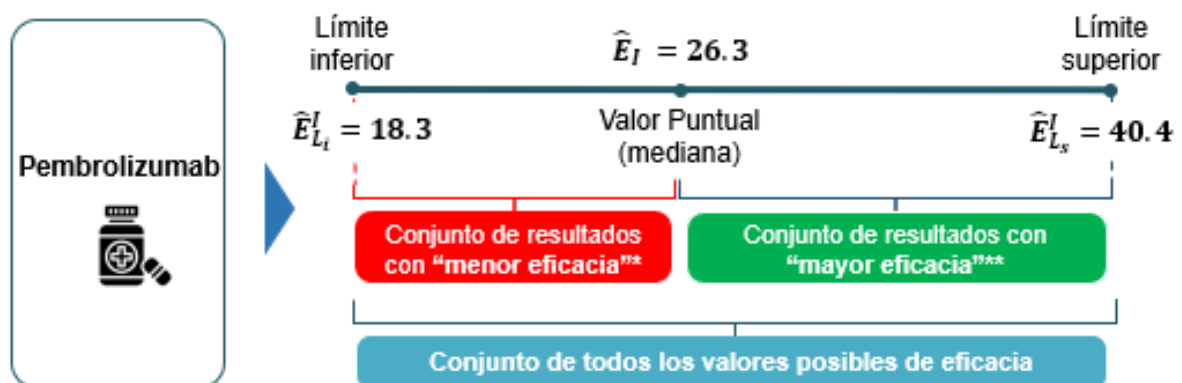 Límite
inferior
Ê_I = 26.3
Límite
superior
Ê^I_{L_i} = 18.3
Valor Puntual
(mediana)
Ê^I_{L_s} = 40.4
Pembrolizumab
Conjunto de resultados
con “menor eficacia”*
Conjunto de resultados con
“mayor eficacia”**
Conjunto de todos los valores posibles de eficacia